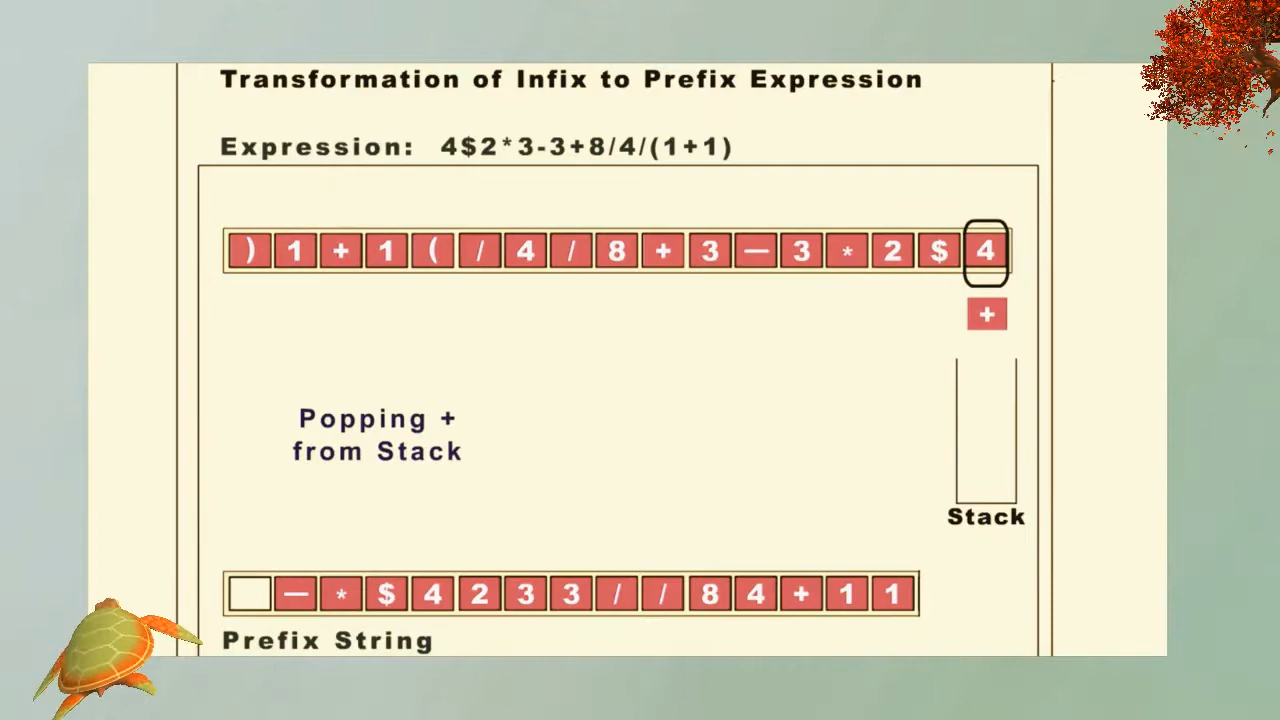 Transformation of Infix to Prefix Expression
Expression: 4$2*3-3+8/4/(1+1)
) 1 + 1 ( / 4 / 8 + 3 — 3 * 2 $ 4
+
Popping +
from Stack
Stack
— * $ 4 2 3 3 / / 8 4 + 1 1
Prefix String